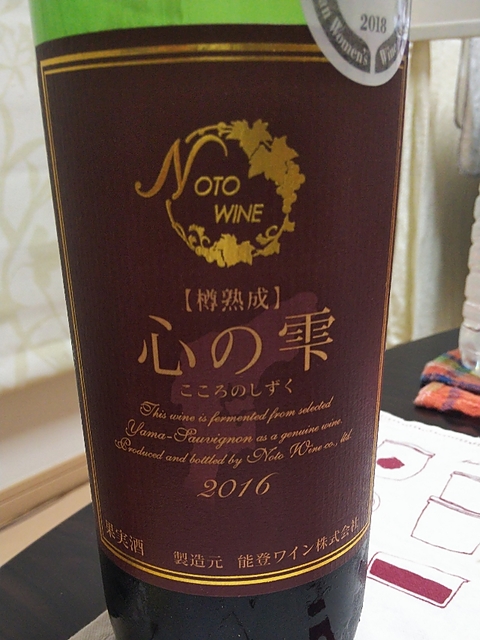 2018
Women's Wine
NOTO
WINE
【樽熟成】
心の雫
こころのしずく
This wine is fermented from selected
Yama-Sauvignon as a genuine wine.
Produced and bottled by Noto Wine co., ltd.
2016
果実酒 製造元 能登ワイン株式会社